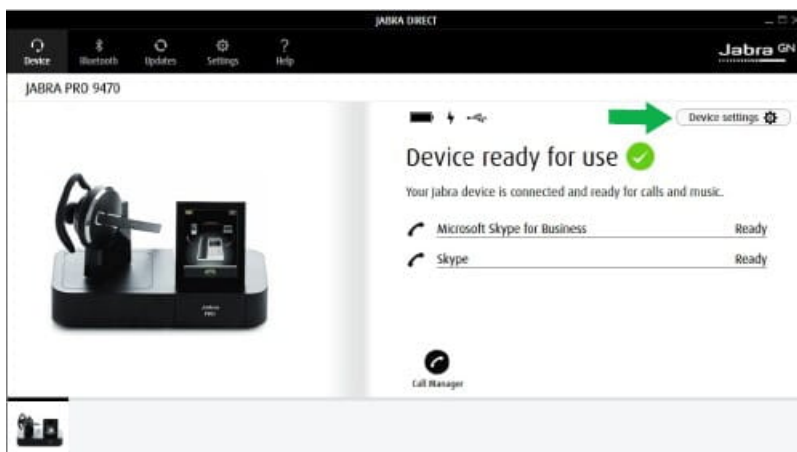 JABRA DIRECT
Device Bluetooth Updates Settings Help
Jabra GN
JABRA PRO 9470
Device settings
Device ready for use
Your Jabra device is connected and ready for calls and music.
Microsoft Skype for Business Ready
Skype Ready
Jabra
PRO
Call Manager